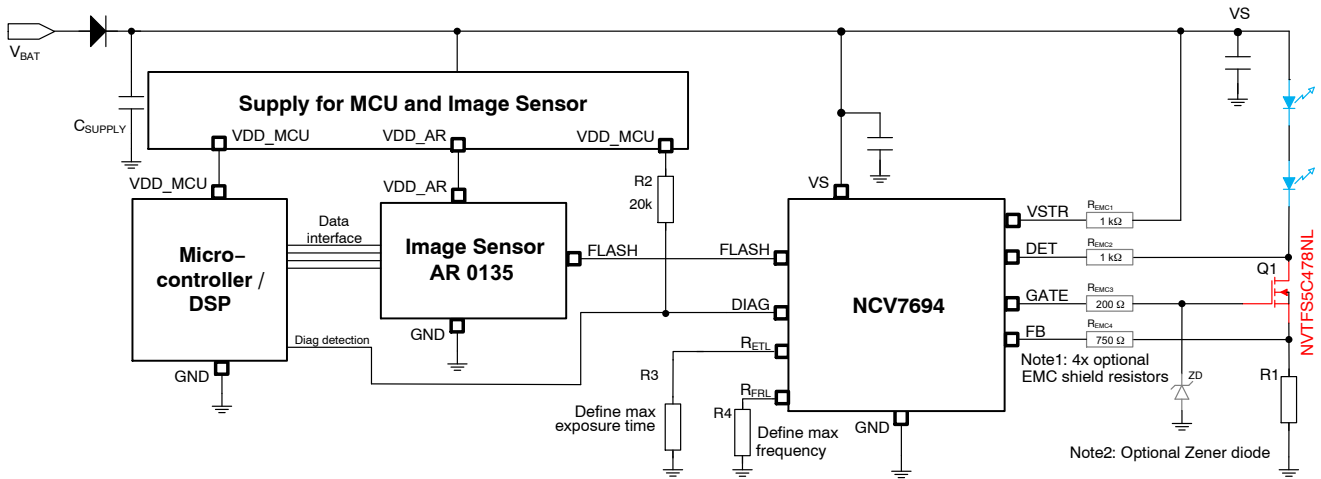 VS
VBAT
Supply for MCU and Image Sensor
CSUPPLY
VDD_MCU
VDD_AR
VDD_MCU
VDD_MCU
VDD_AR
R2
20k
VS
Micro–
controller /
DSP
Data
interface
Image Sensor
AR 0135
FLASH
FLASH
NCV7694
VSTR
REMC1
1 kΩ
DET
REMC2
1 kΩ
Q1
NVTFS5C478NL
DIAG
GATE
REMC3
200 Ω
GND
Diag detection
FB
REMC4
750 Ω
RETL
Note1: 4x optional
EMC shield resistors
GND
R3
ZD
R1
RFRL
Define max
exposure time
R4
Define max
frequency
GND
Note2: Optional Zener diode